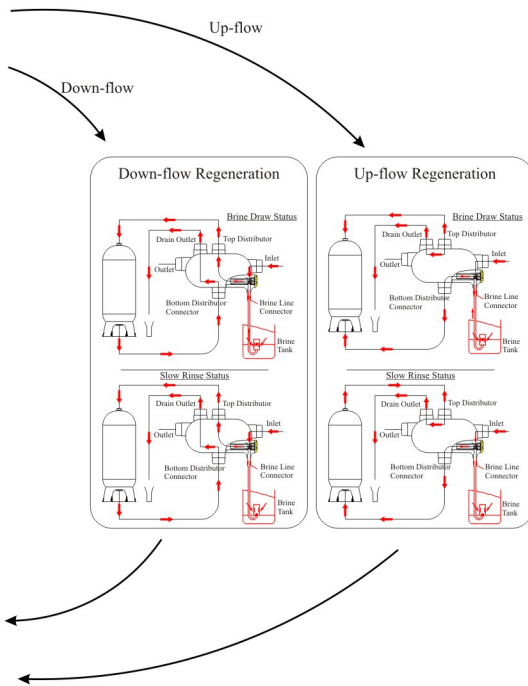 Up-flow
Down-flow
Down-flow Regeneration
Brine Draw Status
Drain Outlet
Top Distributor
Inlet
Outlet
Bottom Distributor
Connector
Brine Line
Connector
Brine
Tank
Slow Rinse Status
Drain Outlet
Top Distributor
Inlet
Outlet
Bottom Distributor
Connector
Brine Line
Connector
Brine
Tank
Up-flow Regeneration
Brine Draw Status
Drain Outlet
Top Distributor
Inlet
Outlet
Bottom Distributor
Connector
Brine Line
Connector
Brine
Tank
Slow Rinse Status
Drain Outlet
Top Distributor
Inlet
Outlet
Bottom Distributor
Connector
Brine Line
Connector
Brine
Tank